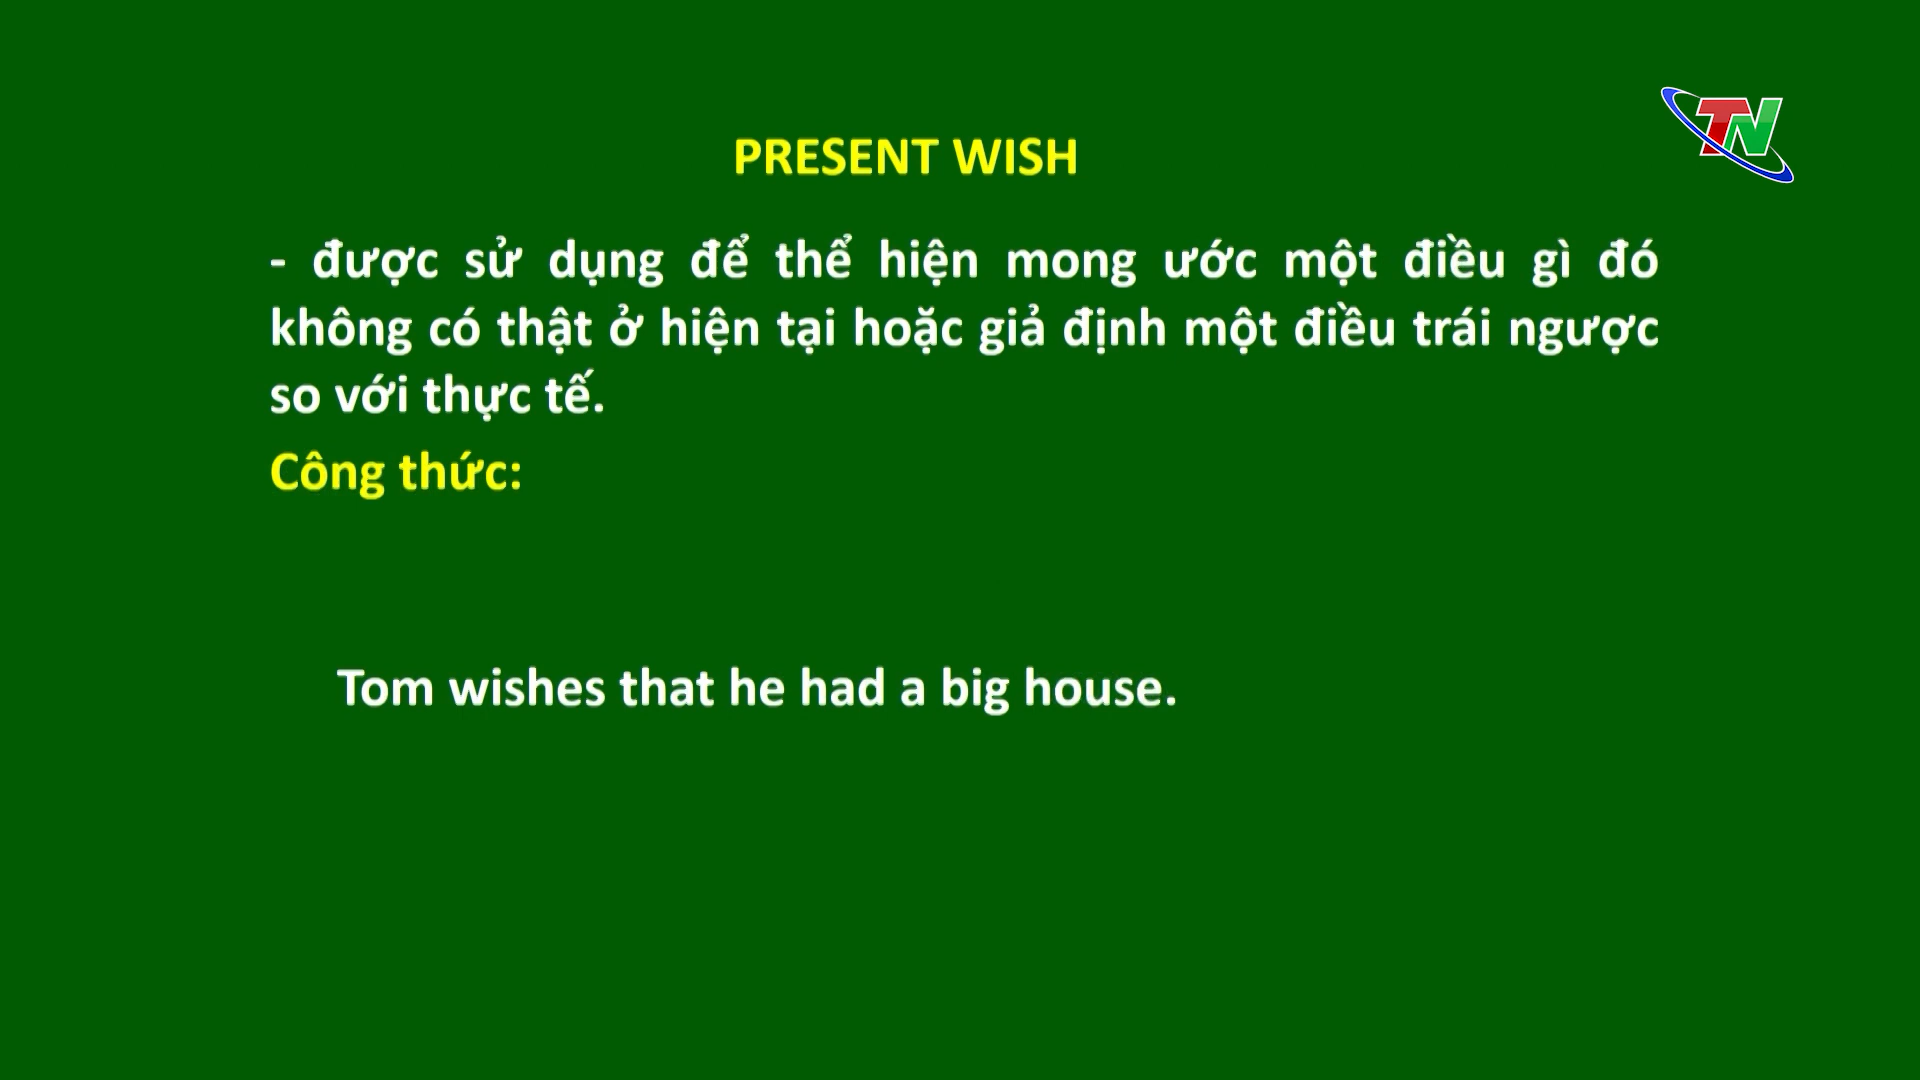 TN
PRESENT WISH
- được sử dụng để thể hiện mong ước một điều gì đó
không có thật ở hiện tại hoặc giả định một điều trái ngược
so với thực tế.
Công thức:
Tom wishes that he had a big house.